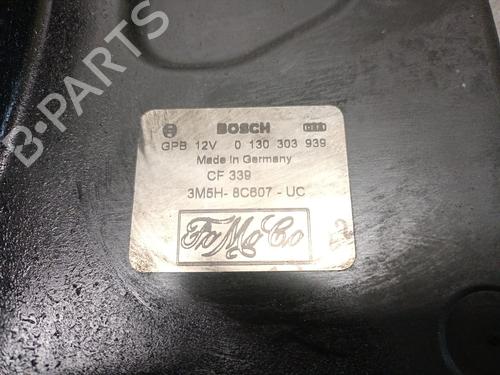 B-PARTS
BOSCH
GPB 12V 0 130 303 939
Made in Germany
CF 339
3M5H-8C607-UC
FoMoCo